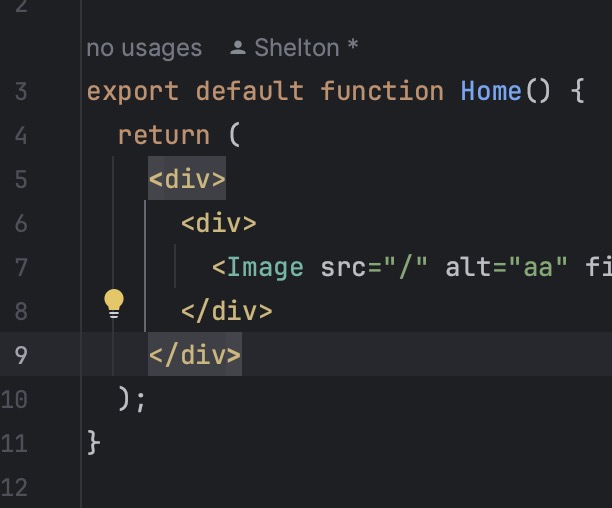 2
no usages Shelton *
3 export default function Home() {
4 return (
5 <div>
6 <div>
7 <Image src="/" alt="aa" fi
8 </div>
9 </div>
10 );
11 }
12